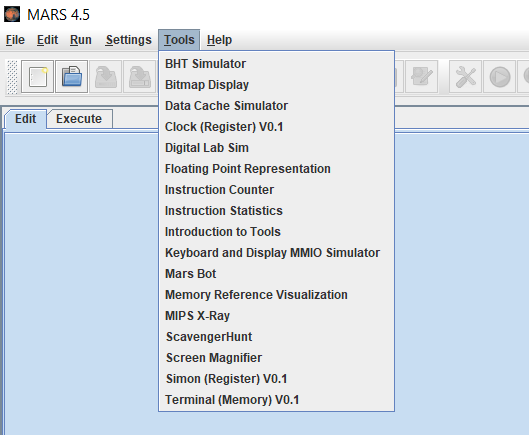 MARS 4.5
File Edit Run Settings Tools Help
Edit Execute
BHT Simulator
Bitmap Display
Data Cache Simulator
Clock (Register) V0.1
Digital Lab Sim
Floating Point Representation
Instruction Counter
Instruction Statistics
Introduction to Tools
Keyboard and Display MMIO Simulator
Mars Bot
Memory Reference Visualization
MIPS X-Ray
ScavengerHunt
Screen Magnifier
Simon (Register) V0.1
Terminal (Memory) V0.1